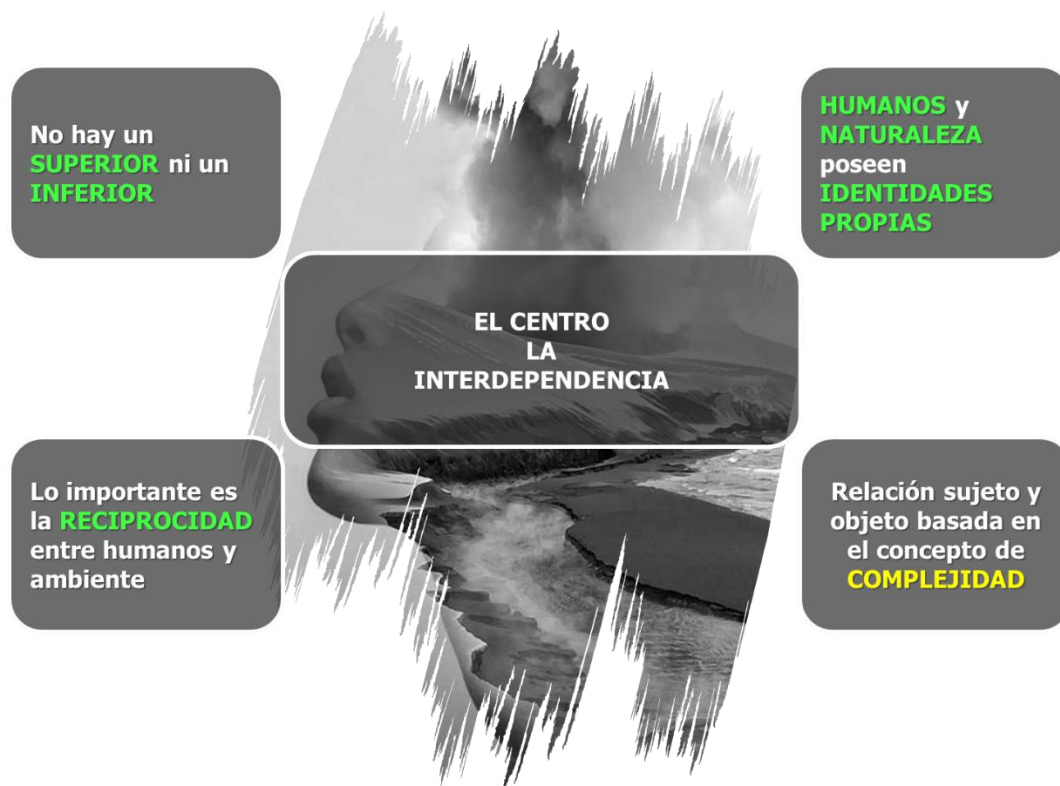 No hay un
SUPERIOR ni un
INFERIOR
HUMANOS y
NATURALEZA
poseen
IDENTIDADES
PROPIAS
EL CENTRO
LA
INTERDEPENDENCIA
Lo importante es
la RECIPROCIDAD
entre humanos y
ambiente
Relación sujeto y
objeto basada en
el concepto de
COMPLEJIDAD